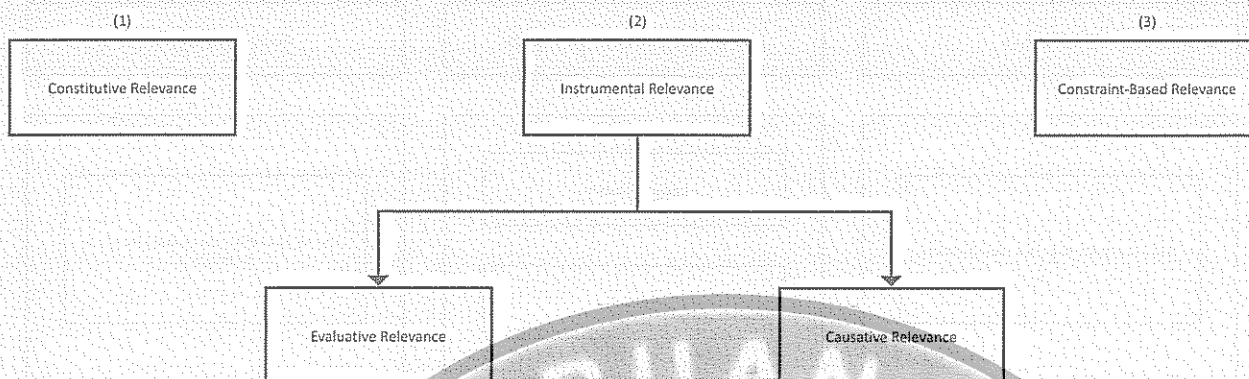 (1)
(2)
(3)
Constitutive Relevance
Instrumental Relevance
Constraint-Based Relevance
Evaluative Relevance
Causative Relevance